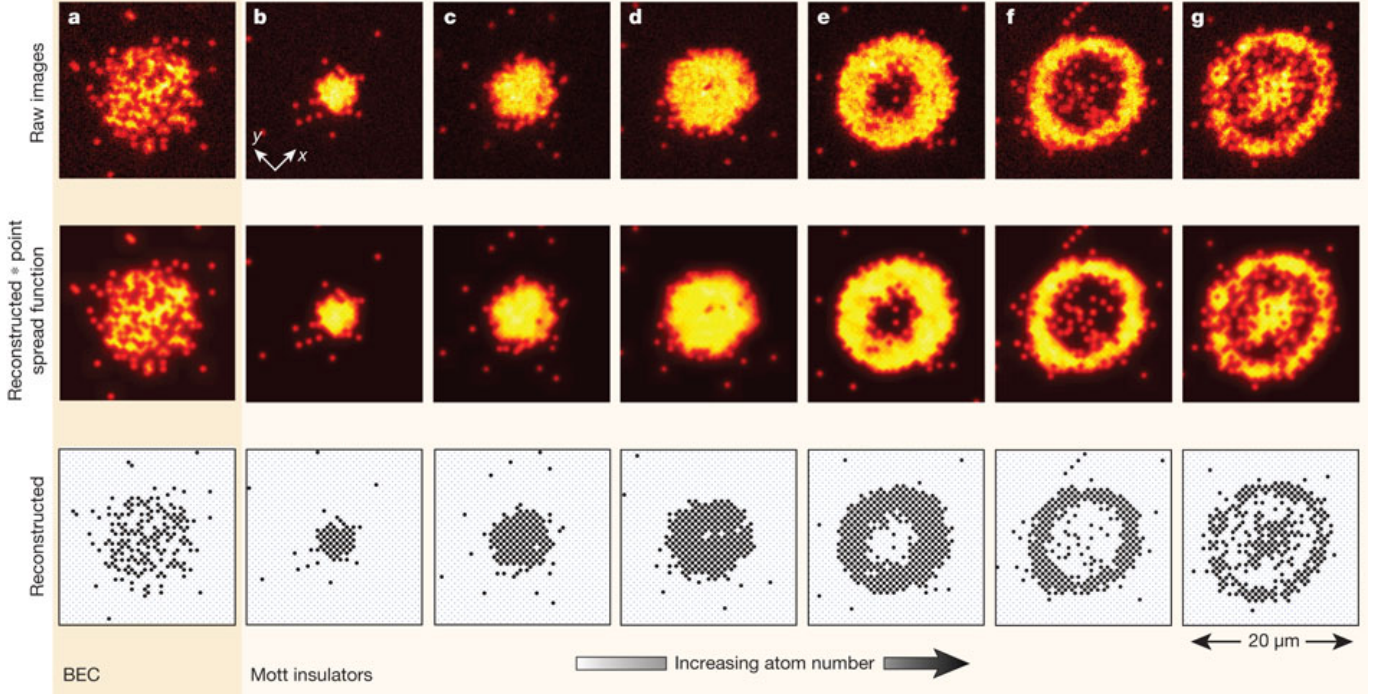 a b c d e f g
Raw images
y x
Reconstructed * point
spread function
Reconstructed
20 µm
BEC
Mott insulators
Increasing atom number